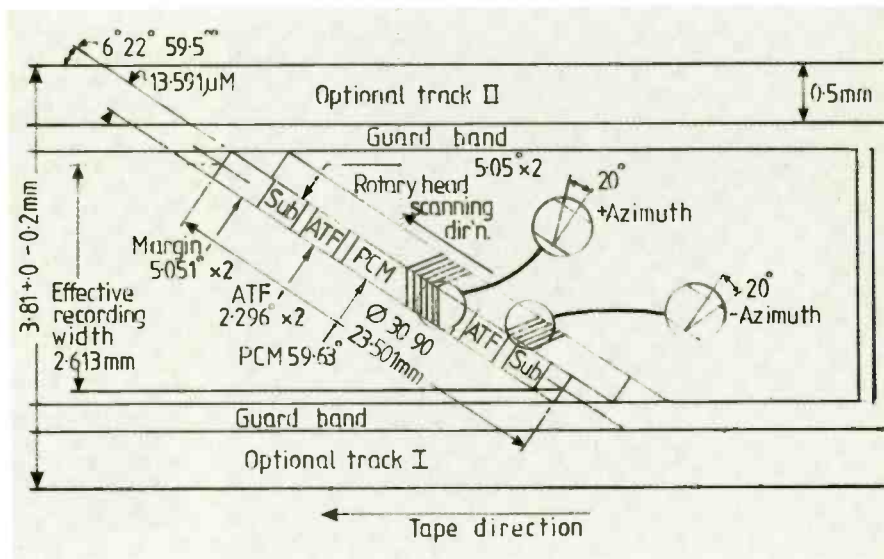 6°22° 59·5
13·591µM
Optional track II
0·5mm
Guard band
5·05°×2
Rotary head
scanning
dir'n.
20°
+Azimuth
Sub
ATF
PCM
Margin
5·051° ×2
ATF
2·296° ×2
PCM 59·63°
Ø 30 90
23·501mm
20°
-Azimuth
ATF
Sub
Effective
recording
width
2·613mm
3·81+·0 -0·2mm
Guard band
Optional track I
Tape direction